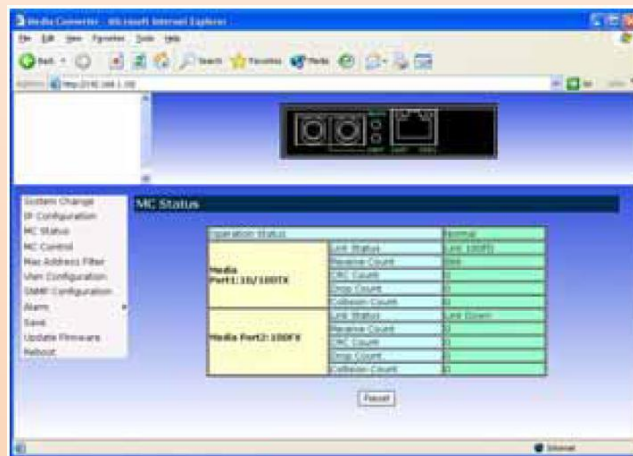 Media Converter - Microsoft Internet Explorer
File Edit View Favorites Tools Help
Back Search Favorites Media
Address Go
System Change
IP Configuration
MC Status
MC Control
Mac Address Filter
Vlan Configuration
SNMP Configuration
Alarm
Save
Update Firmware
Reboot
MC Status
Operation Status Normal
Media Port1:10/100TX
Link Status Link 100FD
Receive Count
CRC Count 0
Drop Count 0
Collision Count 0
Media Port2:100FX
Link Status Link Down
Receive Count 0
CRC Count 0
Drop Count 0
Collision Count 0
Reset
Internet